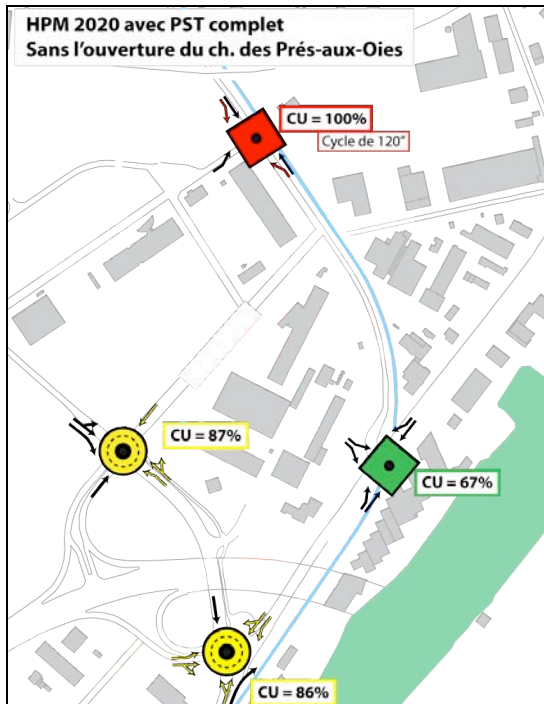 HPM 2020 avec PST complet
Sans l'ouverture du ch. des Prés-aux-Oies
CU = 100%
Cycle de 120"
CU = 87%
CU = 67%
CU = 86%